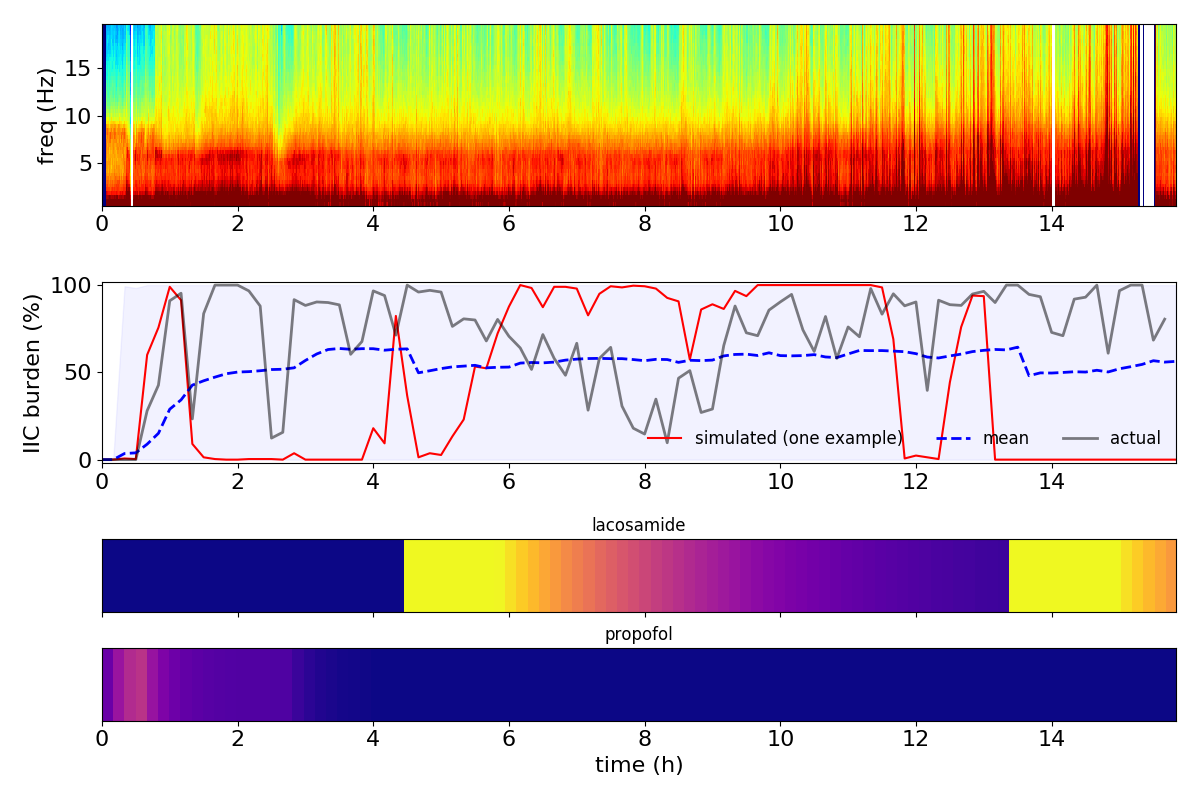 freq (Hz)
15
10
5
0 2 4 6 8 10 12 14
IIC burden (%)
100
50
0
simulated (one example) mean actual
0 2 4 6 8 10 12 14
lacosamide
propofol
0 2 4 6 8 10 12 14
time (h)